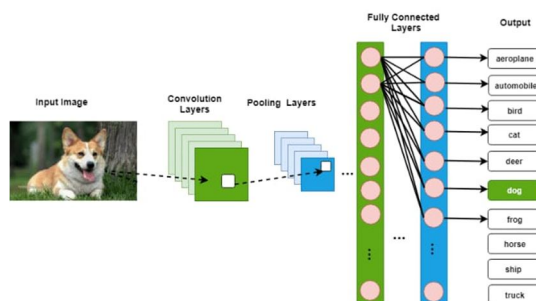 Fully Connected
Layers
Output
Input Image
Convolution
Layers
Pooling Layers
aeroplane
automobile
bird
cat
deer
dog
frog
horse
ship
truck
...
...